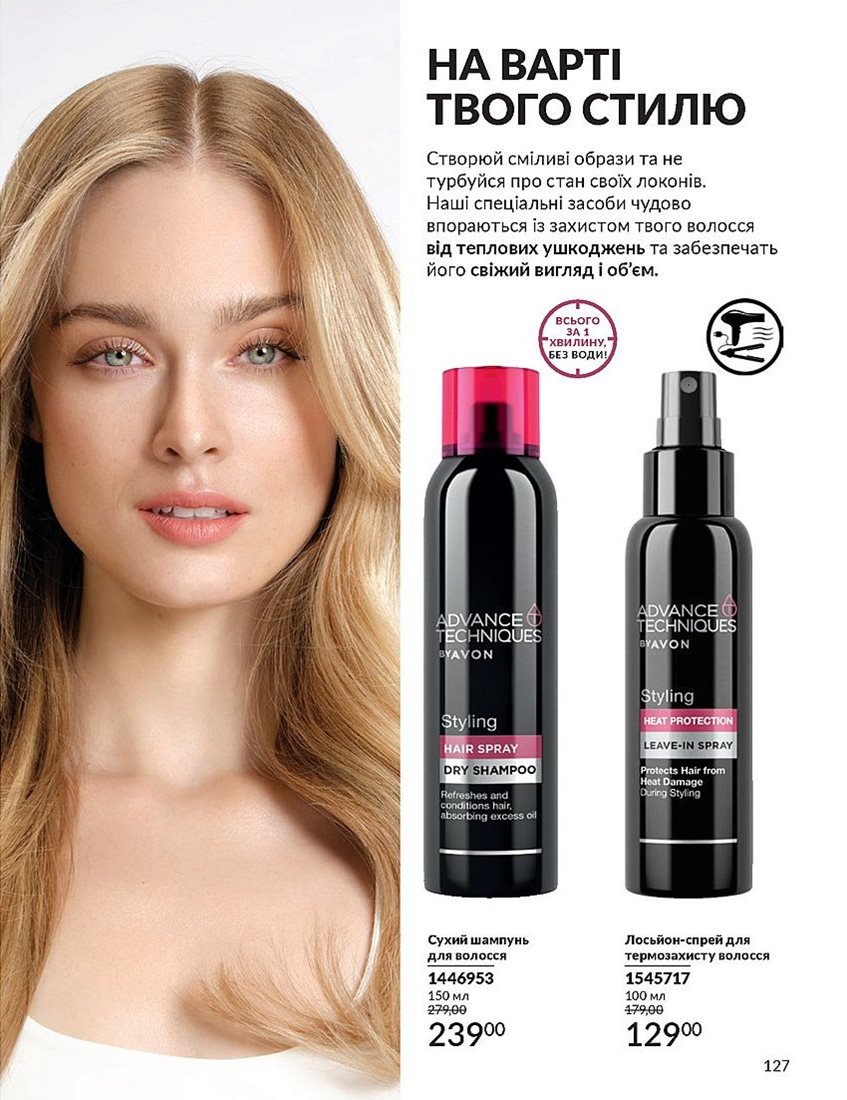 НА ВАРТІ
ТВОГО СТИЛЮ
Створюй сміливі образи та не
турбуйся про стан своїх локонів.
Наші спеціальні засоби чудово
впораються із захистом твого волосся
від теплових ушкоджень та забезпечать
його свіжий вигляд і об’єм.
ВСЬОГО
ЗА 1
ХВИЛИНУ,
БЕЗ ВОДИ!
ADVANCE
TECHNIQUES
BY AVON
Styling
HAIR SPRAY
DRY SHAMPOO
Refreshes and
conditions hair,
absorbing excess oil
ADVANCE
TECHNIQUES
BY AVON
Styling
HEAT PROTECTION
LEAVE-IN SPRAY
Protects Hair from
Heat Damage
During Styling
Сухий шампунь
для волосся
1446953
150 мл
279,00
23900
Лосьйон-спрей для
термозахисту волосся
1545717
100 мл
179,00
12900
127